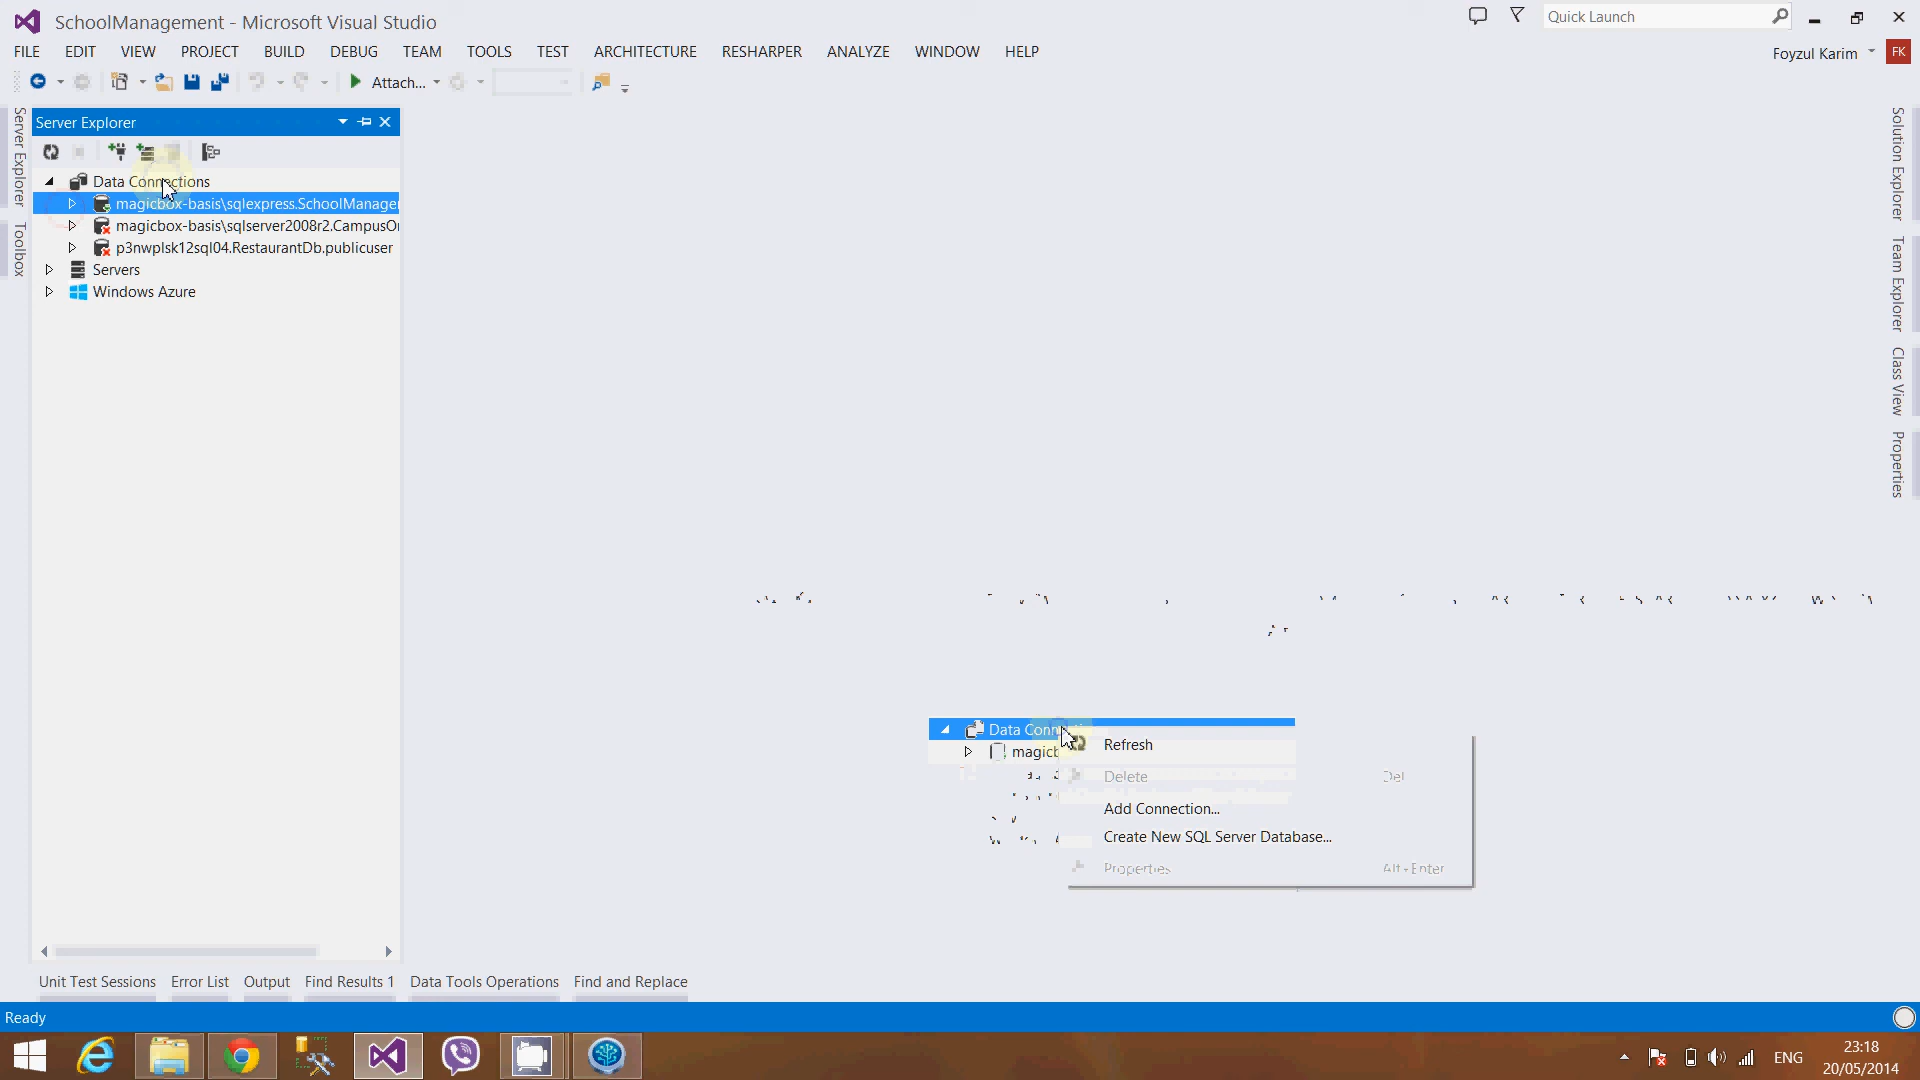 SchoolManagement - Microsoft Visual Studio
Quick Launch
FILE EDIT VIEW PROJECT BUILD DEBUG TEAM TOOLS TEST ARCHITECTURE RESHARPER ANALYZE WINDOW HELP
Foyzul Karim FK
Attach...
Server Explorer
Toolbox
Server Explorer
Data Connections
magicbox-basis\sqlexpress.SchoolManage
magicbox-basis\sqlserver2008r2.CampusO
p3nwplsk12sql04.RestaurantDb.publicuser
Servers
Windows Azure
Solution Explorer
Team Explorer
Class View
Properties
Data
Refresh
Delete Del
Add Connection...
Create New SQL Server Database...
Properties Alt+Enter
Unit Test Sessions Error List Output Find Results 1 Data Tools Operations Find and Replace
Ready
ENG
23:18
20/05/2014